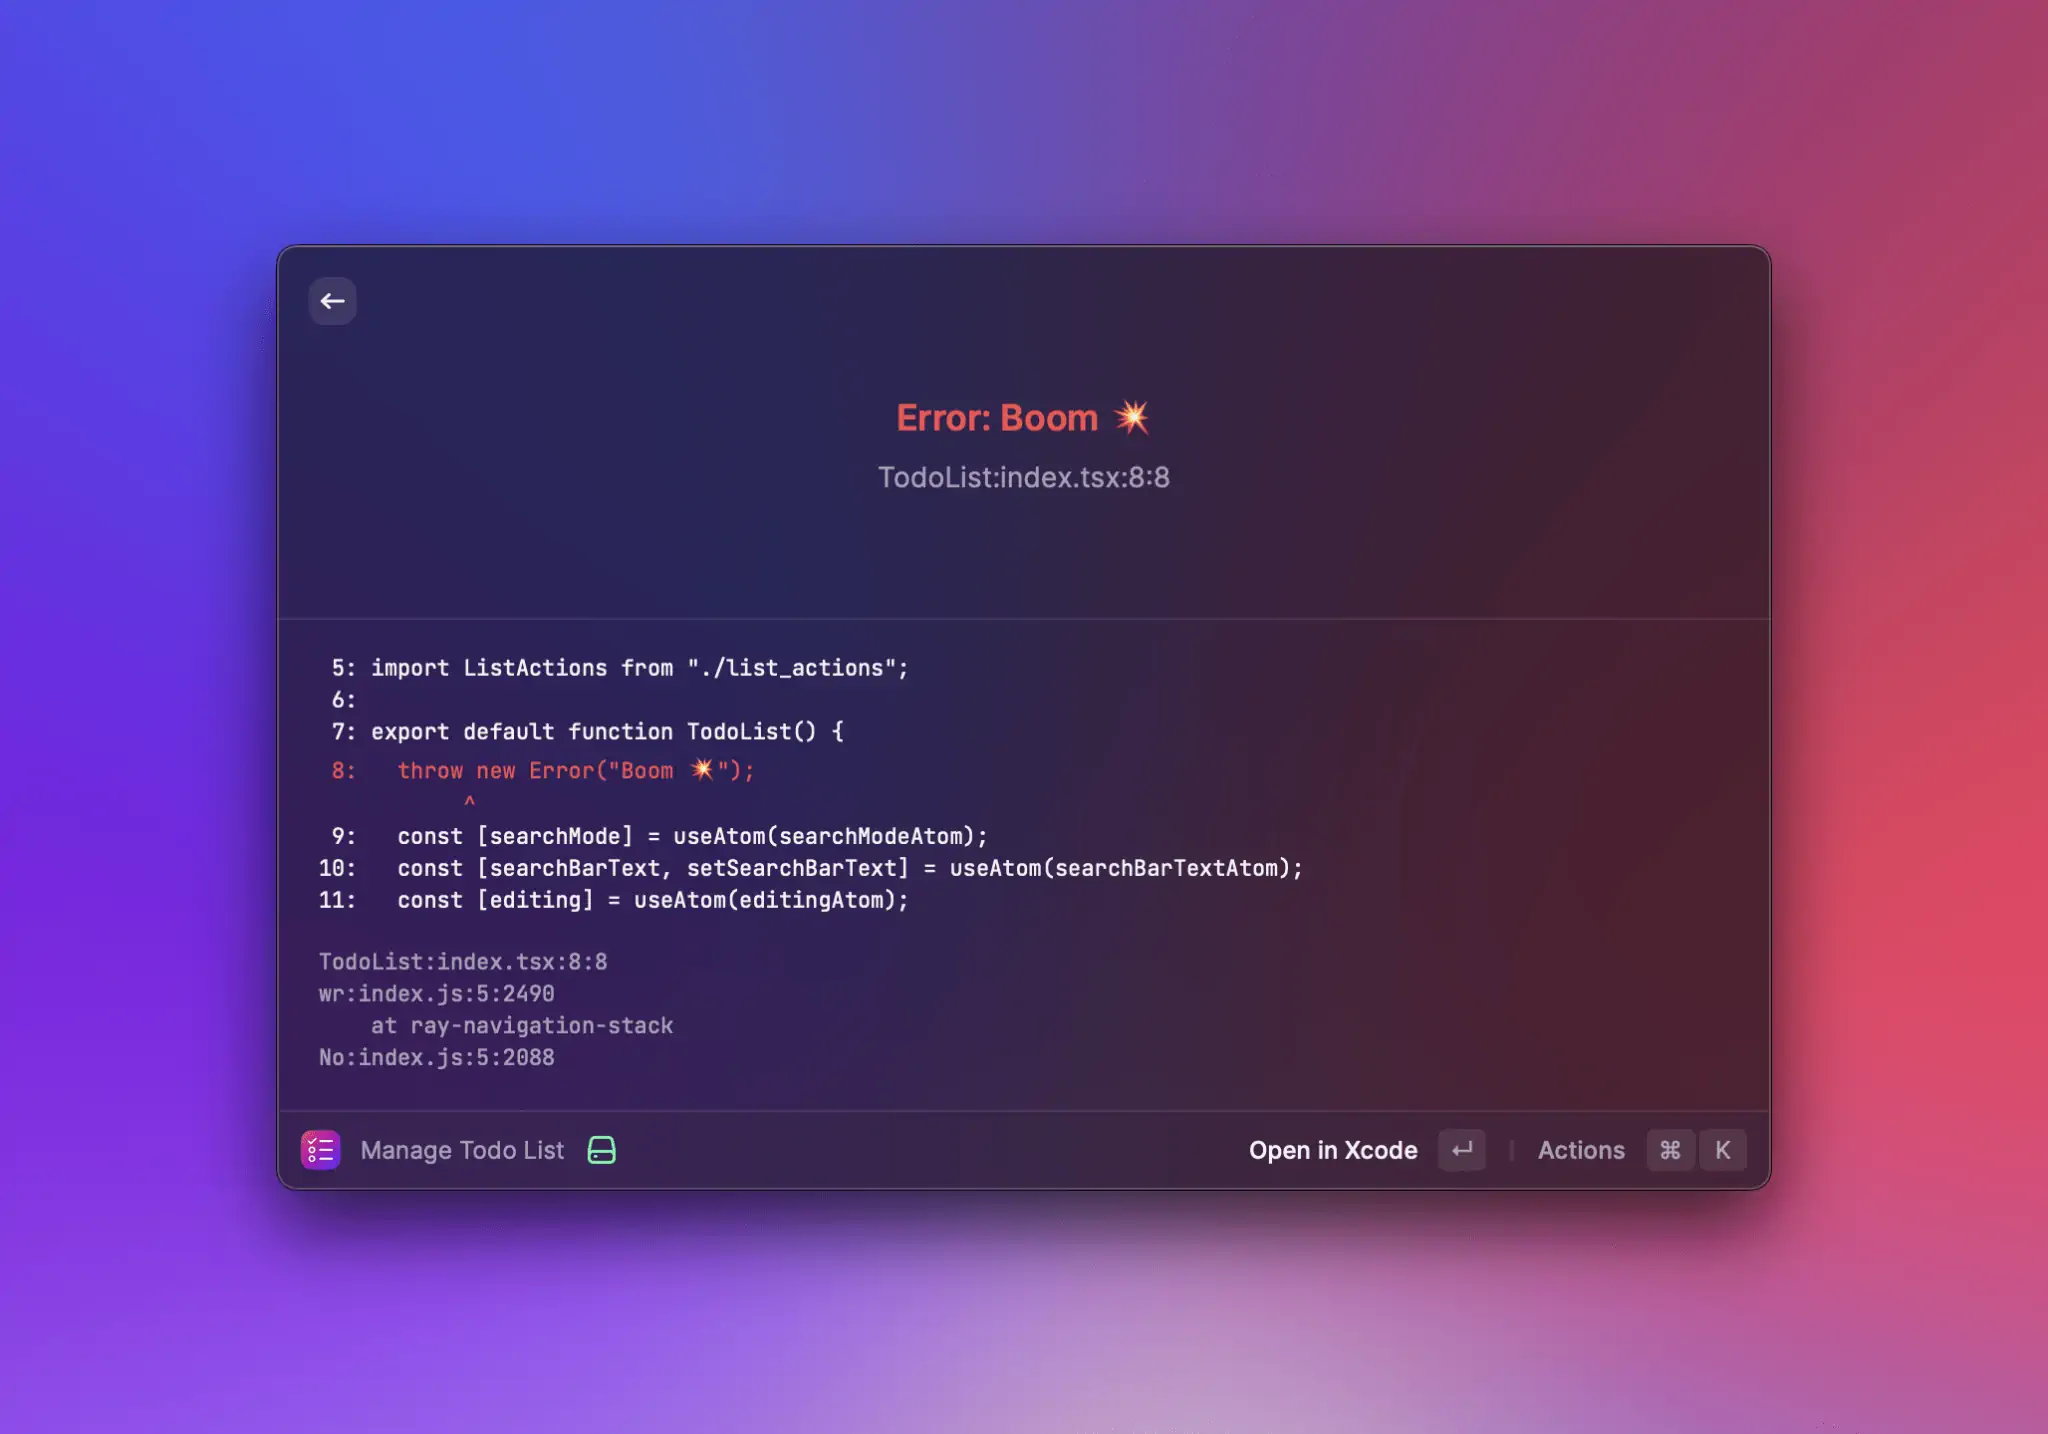 Error: Boom 💥
TodoList:index.tsx:8:8
5: import ListActions from "./list_actions";
6:
7: export default function TodoList() {
8:   throw new Error("Boom 💥");
^
9:   const [searchMode] = useAtom(searchModeAtom);
10:   const [searchBarText, setSearchBarText] = useAtom(searchBarTextAtom);
11:   const [editing] = useAtom(editingAtom);
TodoList:index.tsx:8:8
wr:index.js:5:2490
    at ray-navigation-stack
No:index.js:5:2088
Manage Todo List Open in Xcode ↵ Actions ⌘ K